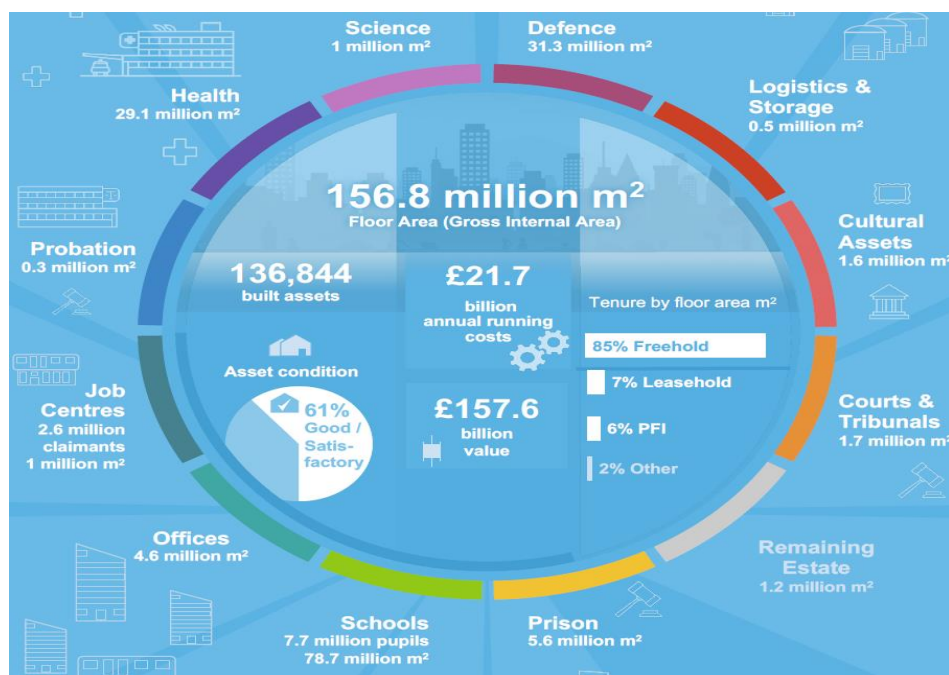 Science
1 million m²
Defence
31.3 million m²
Health
29.1 million m²
Logistics &
Storage
0.5 million m²
156.8 million m²
Floor Area (Gross Internal Area)
Probation
0.3 million m²
Cultural
Assets
1.6 million m²
136,844
built assets
£21.7
billion
annual running
costs
Tenure by floor area m²
85% Freehold
7% Leasehold
6% PFI
2% Other
Asset condition
61%
Good /
Satis-
factory
£157.6
billion
value
Job
Centres
2.6 million
claimants
1 million m²
Courts &
Tribunals
1.7 million m²
Offices
4.6 million m²
Remaining
Estate
1.2 million m²
Schools
7.7 million pupils
78.7 million m²
Prison
5.6 million m²